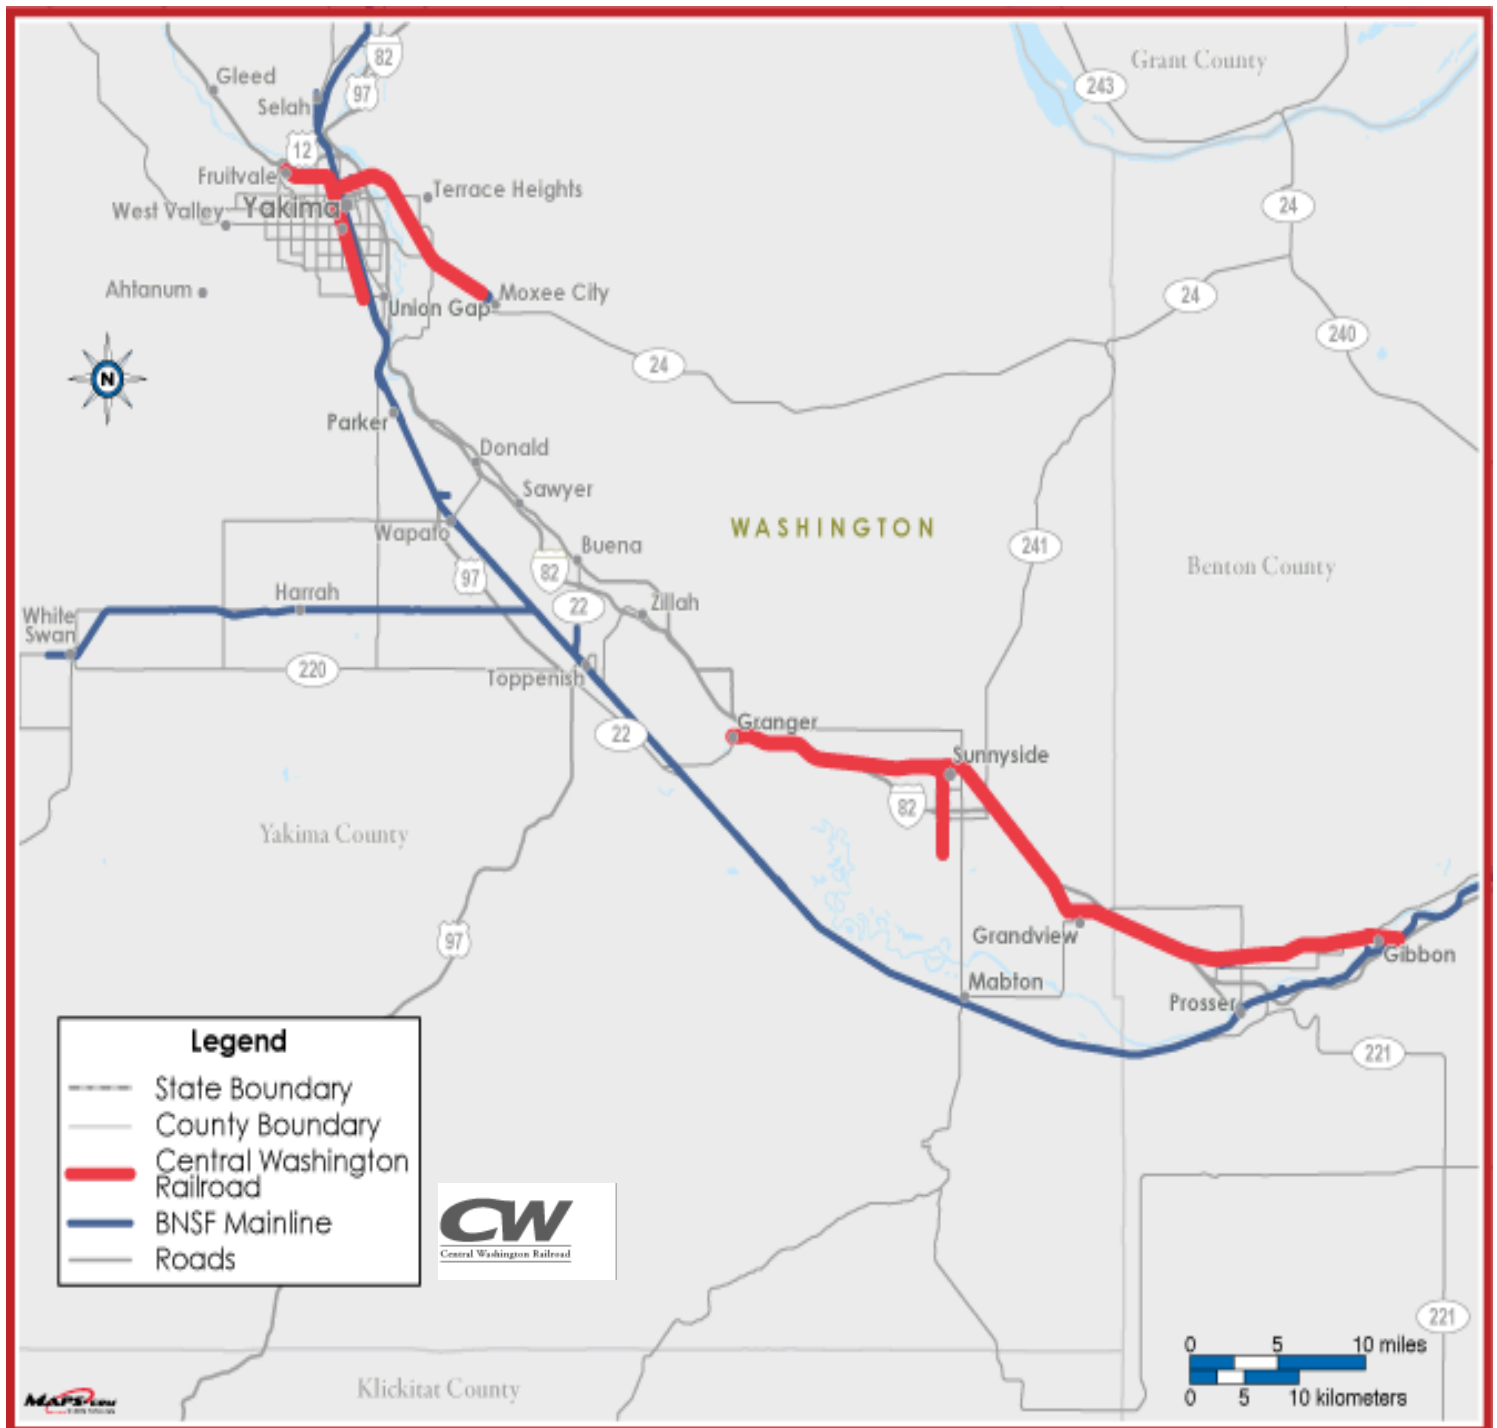 Grant County
82
Gleed
97
243
Selah
12
Fruitvale
Terrace Heights
West Valley
Yakima
24
Ahtanum
Moxee City
24
Union Gap
240
24
N
Parker
Donald
Sawyer
WASHINGTON
Wapato
Buena
241
97
82
Benton County
Harrah
22
Zillah
White
Swan
220
Toppenish
22
Granger
Sunnyside
82
Yakima County
97
Grandview
Gibbon
Mabton
Prosser
221
Legend
State Boundary
County Boundary
Central Washington
Railroad
BNSF Mainline
Roads
CW
Central Washington Railroad
221
0 5 10 miles
0 5 10 kilometers
Klickitat County